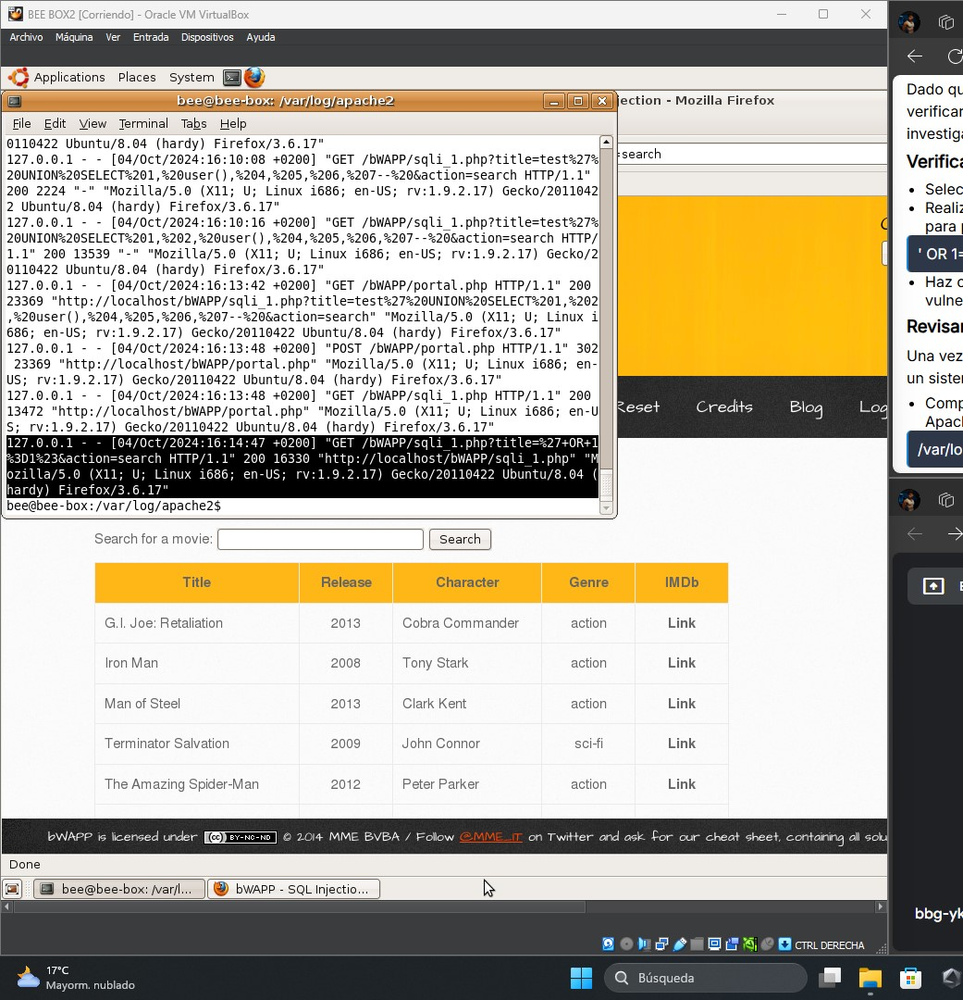 BEE BOX2 [Corriendo] - Oracle VM VirtualBox
Archivo Máquina Ver Entrada Dispositivos Ayuda
Applications Places System
bee@bee-box: /var/log/apache2
ection - Mozilla Firefox
File Edit View Terminal Tabs Help
search
0110422 Ubuntu/8.04 (hardy) Firefox/3.6.17"
127.0.0.1 - - [04/Oct/2024:16:10:08 +0200] "GET /bWAPP/sqli_1.php?title=test%27%
20UNION%20SELECT%201,%20user(),%204,%205,%206,%207--%20&action=search HTTP/1.1"
200 2224 "-" "Mozilla/5.0 (X11; U; Linux i686; en-US; rv:1.9.2.17) Gecko/2011042
2 Ubuntu/8.04 (hardy) Firefox/3.6.17"
127.0.0.1 - - [04/Oct/2024:16:10:16 +0200] "GET /bWAPP/sqli_1.php?title=test%27%
20UNION%20SELECT%201,%202,%20user(),%204,%205,%206,%207--%20&action=search HTTP/
1.1" 200 13539 "-" "Mozilla/5.0 (X11; U; Linux i686; en-US; rv:1.9.2.17) Gecko/2
0110422 Ubuntu/8.04 (hardy) Firefox/3.6.17"
127.0.0.1 - - [04/Oct/2024:16:13:42 +0200] "GET /bWAPP/portal.php HTTP/1.1" 200
23369 "http://localhost/bWAPP/sqli_1.php?title=test%27%20UNION%20SELECT%201,%202
,%20user(),%204,%205,%206,%207--%20&action=search" "Mozilla/5.0 (X11; U; Linux i
686; en-US; rv:1.9.2.17) Gecko/20110422 Ubuntu/8.04 (hardy) Firefox/3.6.17"
127.0.0.1 - - [04/Oct/2024:16:13:48 +0200] "POST /bWAPP/portal.php HTTP/1.1" 302
23369 "http://localhost/bWAPP/portal.php" "Mozilla/5.0 (X11; U; Linux i686; en-
US; rv:1.9.2.17) Gecko/20110422 Ubuntu/8.04 (hardy) Firefox/3.6.17"
127.0.0.1 - - [04/Oct/2024:16:13:48 +0200] "GET /bWAPP/sqli_1.php HTTP/1.1" 200
13472 "http://localhost/bWAPP/portal.php" "Mozilla/5.0 (X11; U; Linux i686; en-U
S; rv:1.9.2.17) Gecko/20110422 Ubuntu/8.04 (hardy) Firefox/3.6.17"
127.0.0.1 - - [04/Oct/2024:16:14:47 +0200] "GET /bWAPP/sqli_1.php?title=%27+OR+1
%3D1%23&action=search HTTP/1.1" 200 16330 "http://localhost/bWAPP/sqli_1.php" "M
ozilla/5.0 (X11; U; Linux i686; en-US; rv:1.9.2.17) Gecko/20110422 Ubuntu/8.04 (
hardy) Firefox/3.6.17"
bee@bee-box:/var/log/apache2$
Reset Credits Blog Log
Search for a movie: Search
Title Release Character Genre IMDb
G.I. Joe: Retaliation 2013 Cobra Commander action Link
Iron Man 2008 Tony Stark action Link
Man of Steel 2013 Clark Kent action Link
Terminator Salvation 2009 John Connor sci-fi Link
The Amazing Spider-Man 2012 Peter Parker action Link
bWAPP is licensed under (cc) BY-NC-ND © 2014 MME BVBA / Follow @MME_IT on Twitter and ask for our cheat sheet, containing all solu
Done
bee@bee-box: /var/l... bWAPP - SQL Injectio...
CTRL DERECHA
Dado qu
verificar
investiga
Verifica
• Selec
• Realiz
para p
' OR 1=
• Haz c
vulne
Revisar
Una vez
un sister
• Comp
Apach
/var/lo
bbg-yk
17°C
Mayorm. nublado
Búsqueda